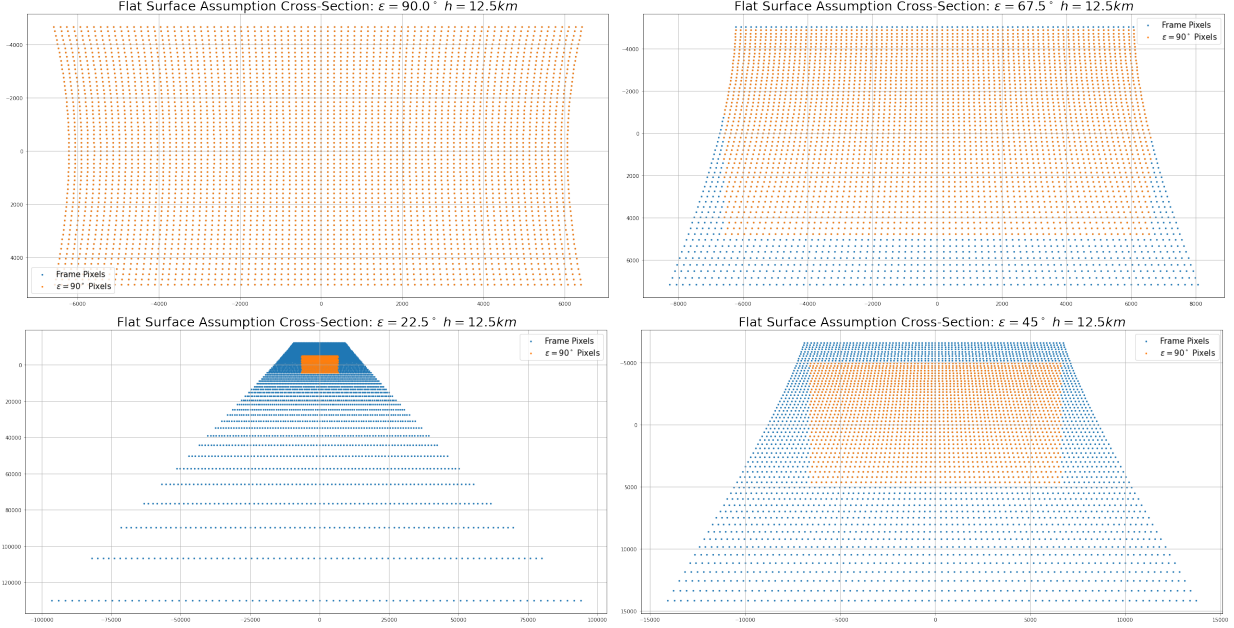 Flat Surface Assumption Cross-Section: ε = 90.0° h = 12.5km
−4000
−2000
0
2000
4000
−6000 −4000 −2000 0 2000 4000 6000
Frame Pixels
ε = 90° Pixels
Flat Surface Assumption Cross-Section: ε = 67.5° h = 12.5km
−4000
−2000
0
2000
4000
6000
−8000 −6000 −4000 −2000 0 2000 4000 6000 8000
Frame Pixels
ε = 90° Pixels
Flat Surface Assumption Cross-Section: ε = 22.5° h = 12.5km
0
20000
40000
60000
80000
100000
120000
−100000 −75000 −50000 −25000 0 25000 50000 75000 100000
Frame Pixels
ε = 90° Pixels
Flat Surface Assumption Cross-Section: ε = 45° h = 12.5km
−5000
0
5000
10000
15000
−15000 −10000 −5000 0 5000 10000 15000
Frame Pixels
ε = 90° Pixels